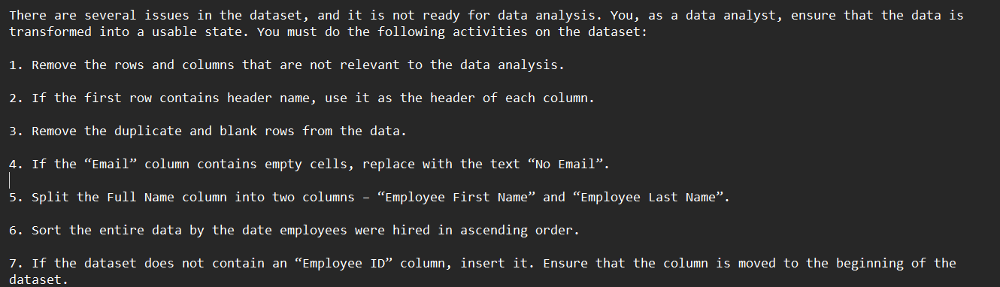 There are several issues in the dataset, and it is not ready for data analysis. You, as a data analyst, ensure that the data is
transformed into a usable state. You must do the following activities on the dataset:
1. Remove the rows and columns that are not relevant to the data analysis.
2. If the first row contains header name, use it as the header of each column.
3. Remove the duplicate and blank rows from the data.
4. If the “Email” column contains empty cells, replace with the text “No Email”.
5. Split the Full Name column into two columns – “Employee First Name” and “Employee Last Name”.
6. Sort the entire data by the date employees were hired in ascending order.
7. If the dataset does not contain an “Employee ID” column, insert it. Ensure that the column is moved to the beginning of the
dataset.